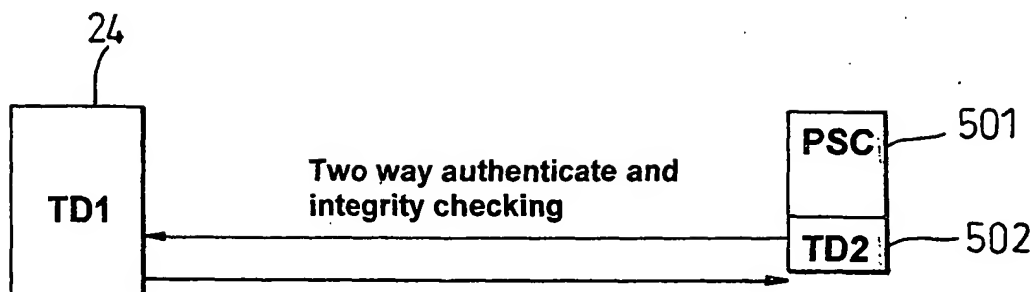 24
PSC
501
Two way authenticate and
integrity checking
TD1
TD2
502